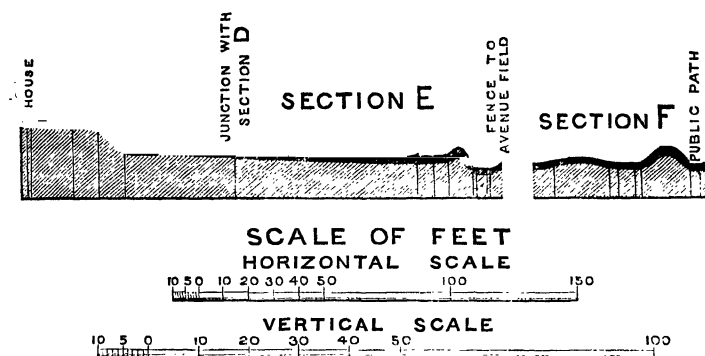 HOUSE
JUNCTION WITH
SECTION D
SECTION E
FENCE TO
AVENUE FIELD
SECTION F
PUBLIC PATH
SCALE OF FEET
HORIZONTAL SCALE
10 5 0 10 20 30 40 50 100 150
VERTICAL SCALE
10 5 0 10 20 30 40 50 100